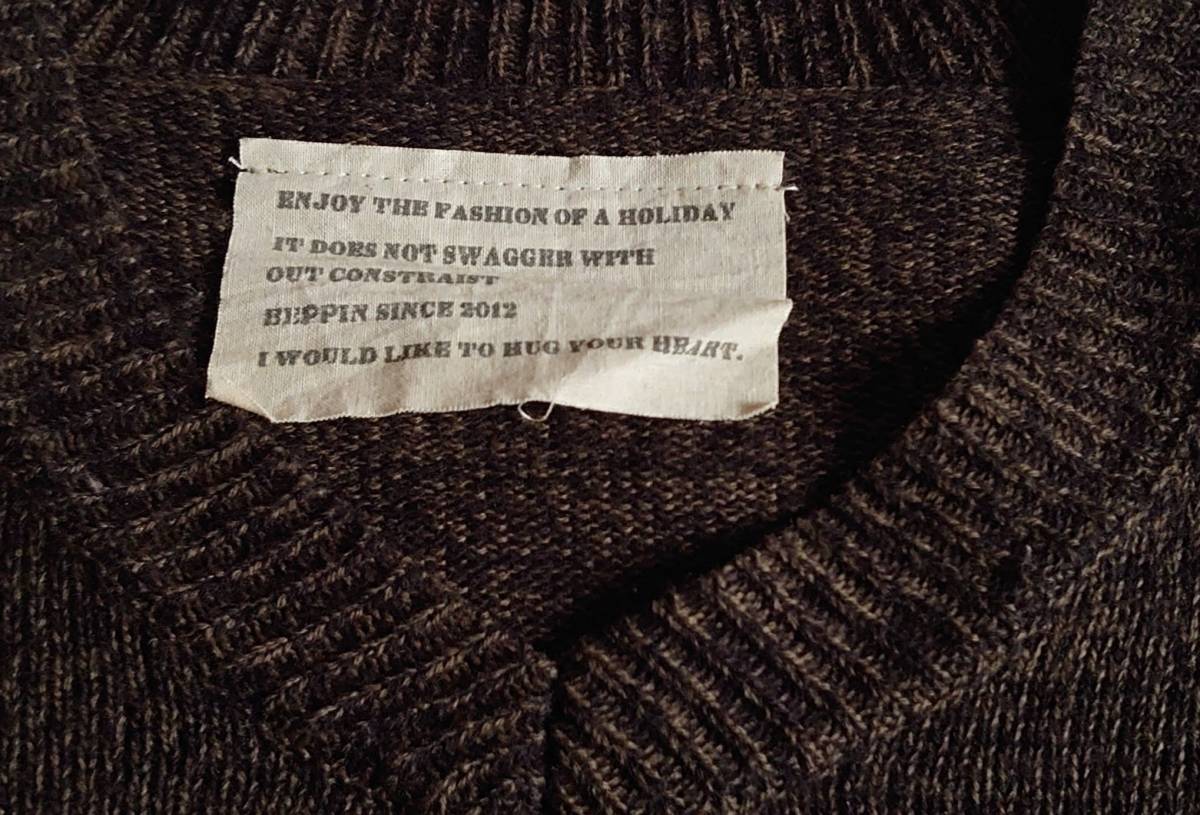 ENJOY THE FASHION OF A HOLIDAY
IT DOES NOT SWAGGER WITH
OUT CONSTRAIST
BEPPIN SINCE 2012
I WOULD LIKE TO HUG YOUR HEART.